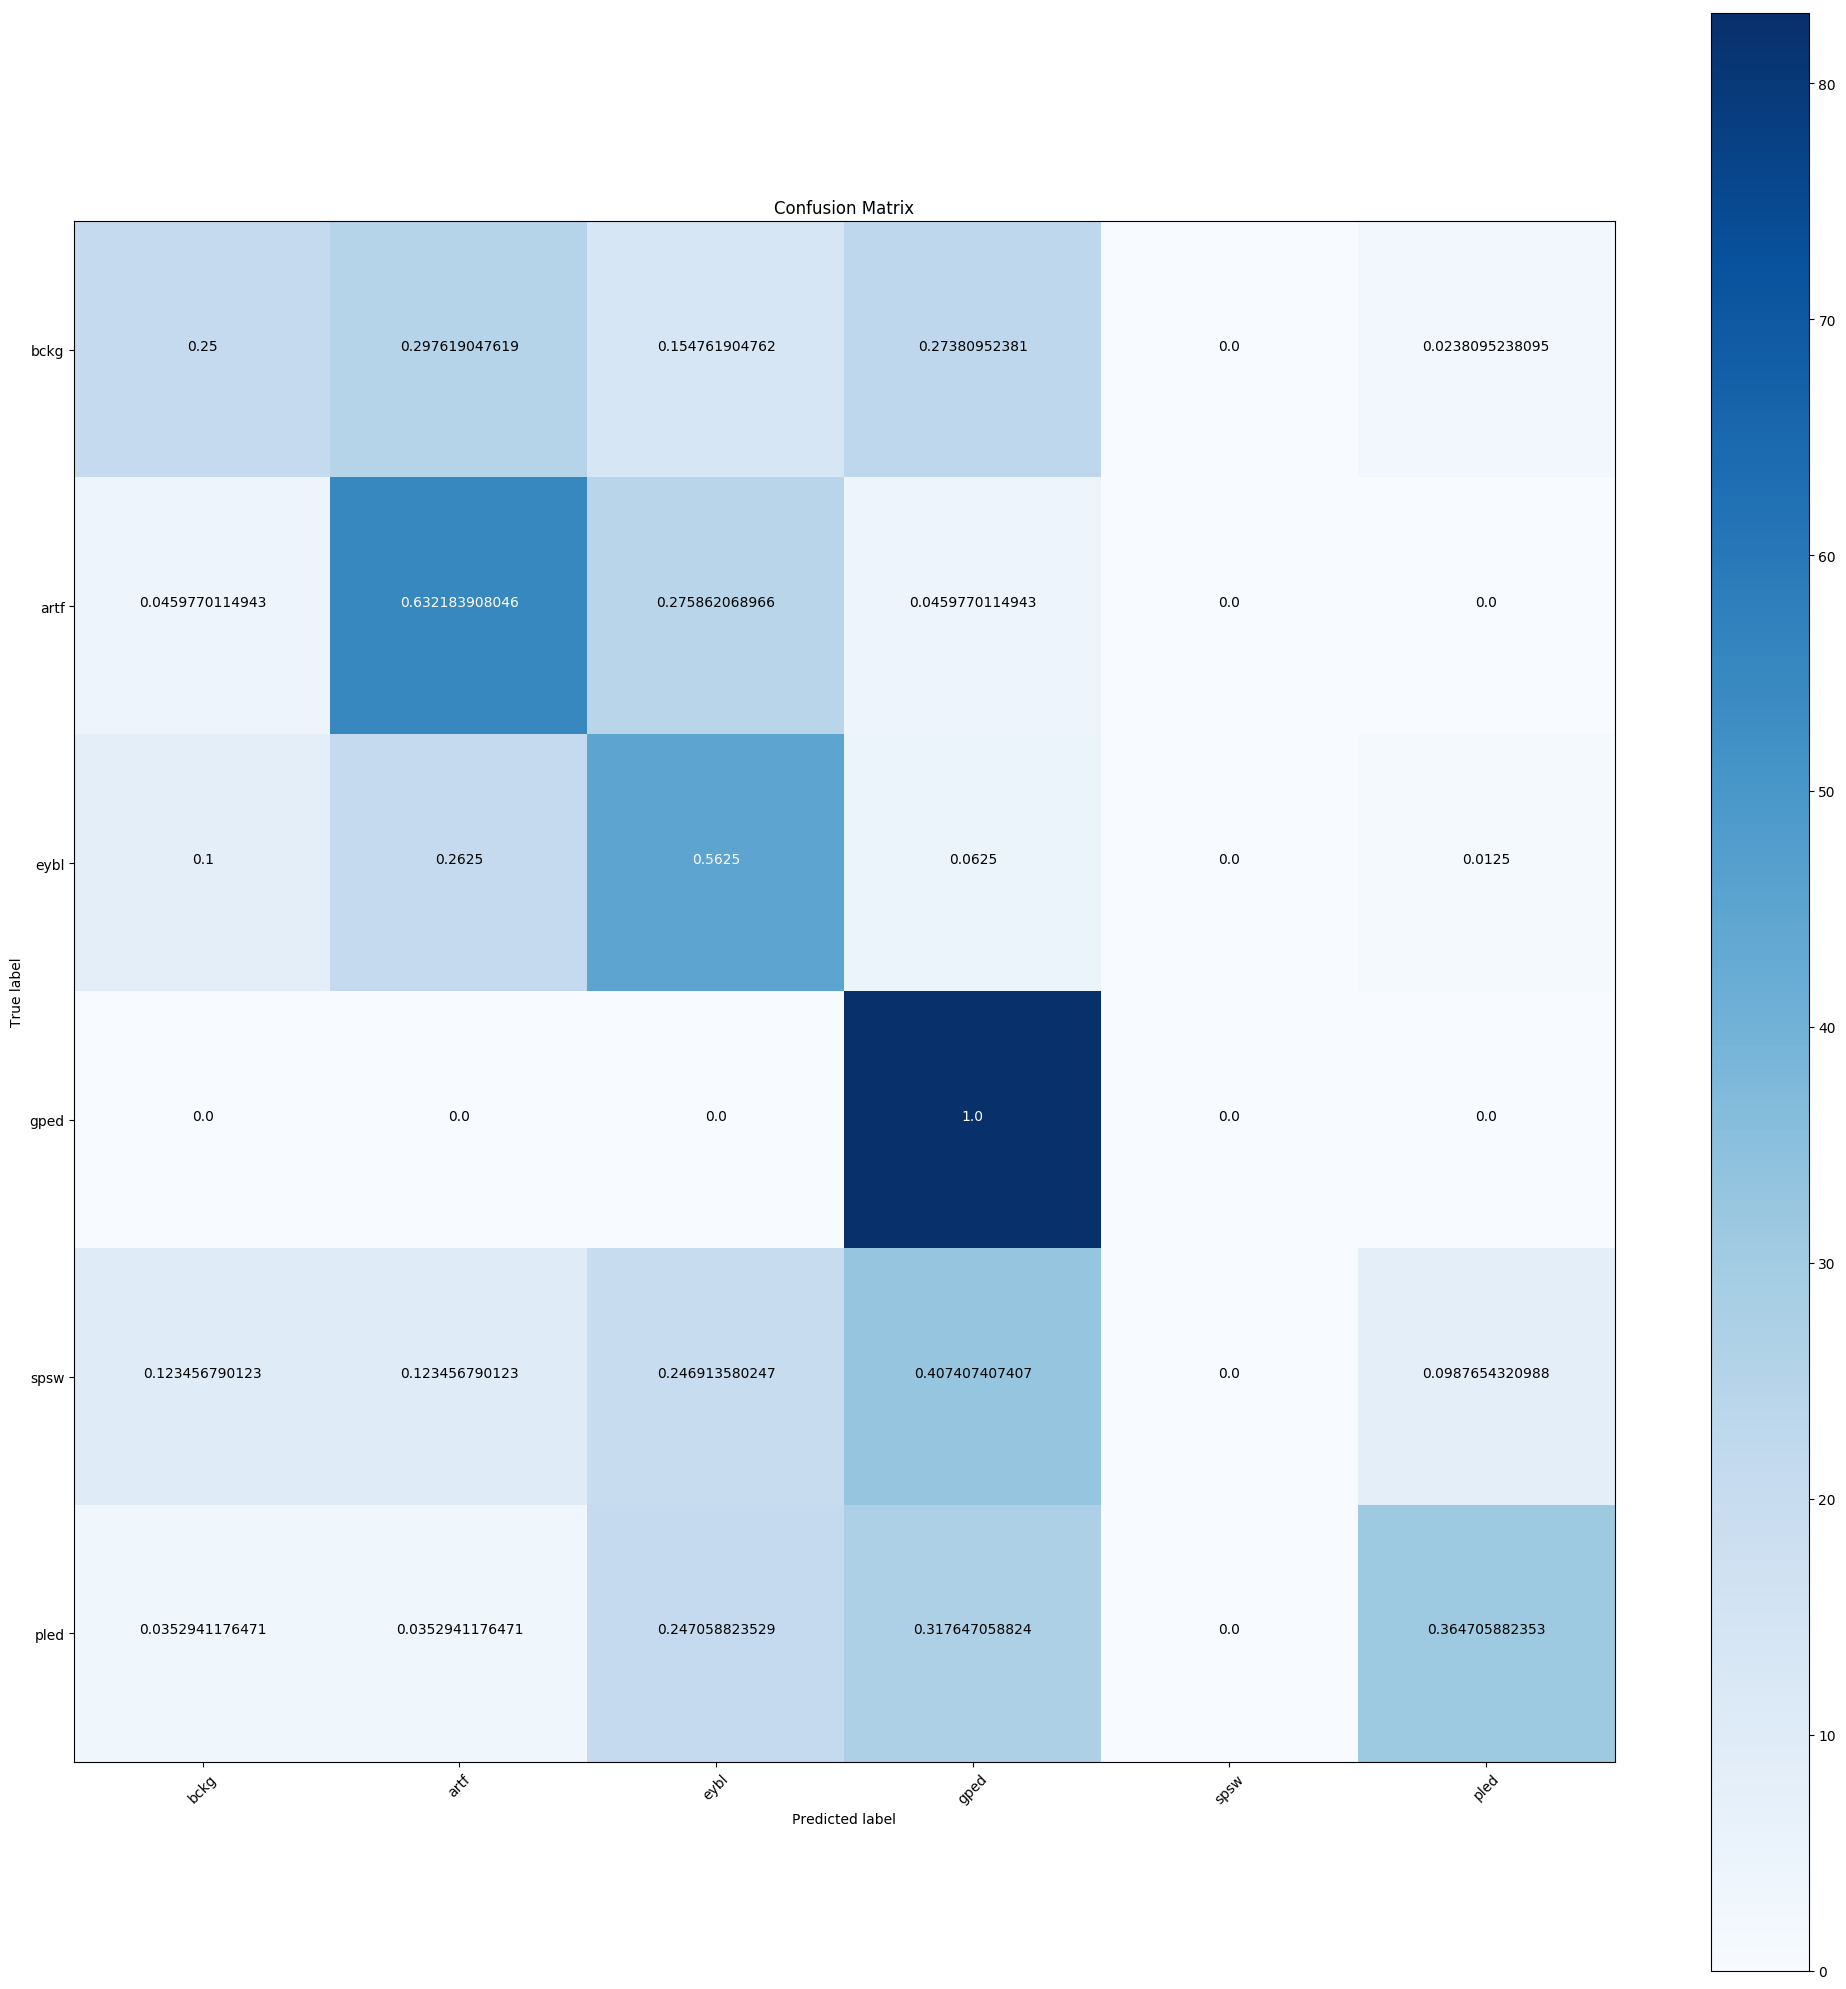 Confusion Matrix
bckg 0.25 0.297619047619 0.154761904762 0.27380952381 0.0 0.0238095238095
artf 0.0459770114943 0.632183908046 0.275862068966 0.0459770114943 0.0 0.0
eybl 0.1 0.2625 0.5625 0.0625 0.0 0.0125
gped 0.0 0.0 0.0 1.0 0.0 0.0
spsw 0.123456790123 0.123456790123 0.246913580247 0.407407407407 0.0 0.0987654320988
pled 0.0352941176471 0.0352941176471 0.247058823529 0.317647058824 0.0 0.364705882353
bckg artf eybl gped spsw pled
Predicted label
True label
80
70
60
50
40
30
20
10
0